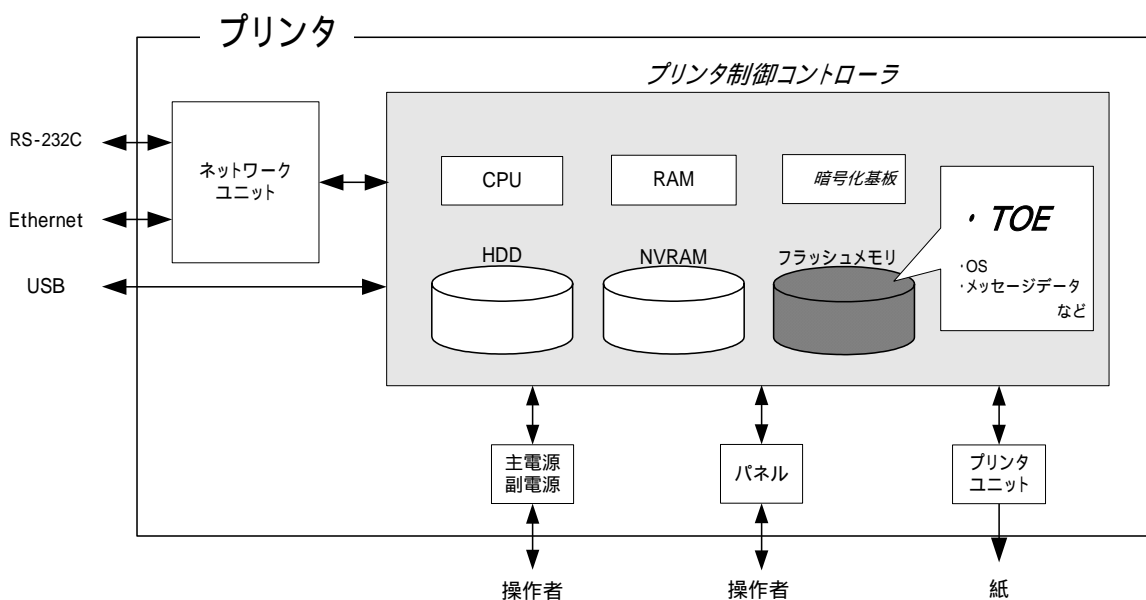 プリンタ
プリンタ制御コントローラ
RS-232C
Ethernet
USB
ネットワーク
ユニット
CPU
RAM
暗号化基板
・TOE
・OS
・メッセージデータ
など
HDD
NVRAM
フラッシュメモリ
主電源
副電源
パネル
プリンタ
ユニット
操作者
操作者
紙